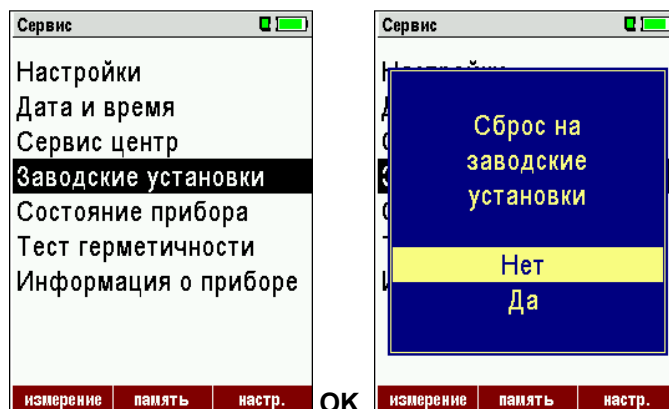 Сервис
Настройки
Дата и время
Сервис центр
Заводские установки
Состояние прибора
Тест герметичности
Информация о приборе
измерение память настр.
OK
Сервис
Сброс на
заводские
установки
Нет
Да
измерение память настр.